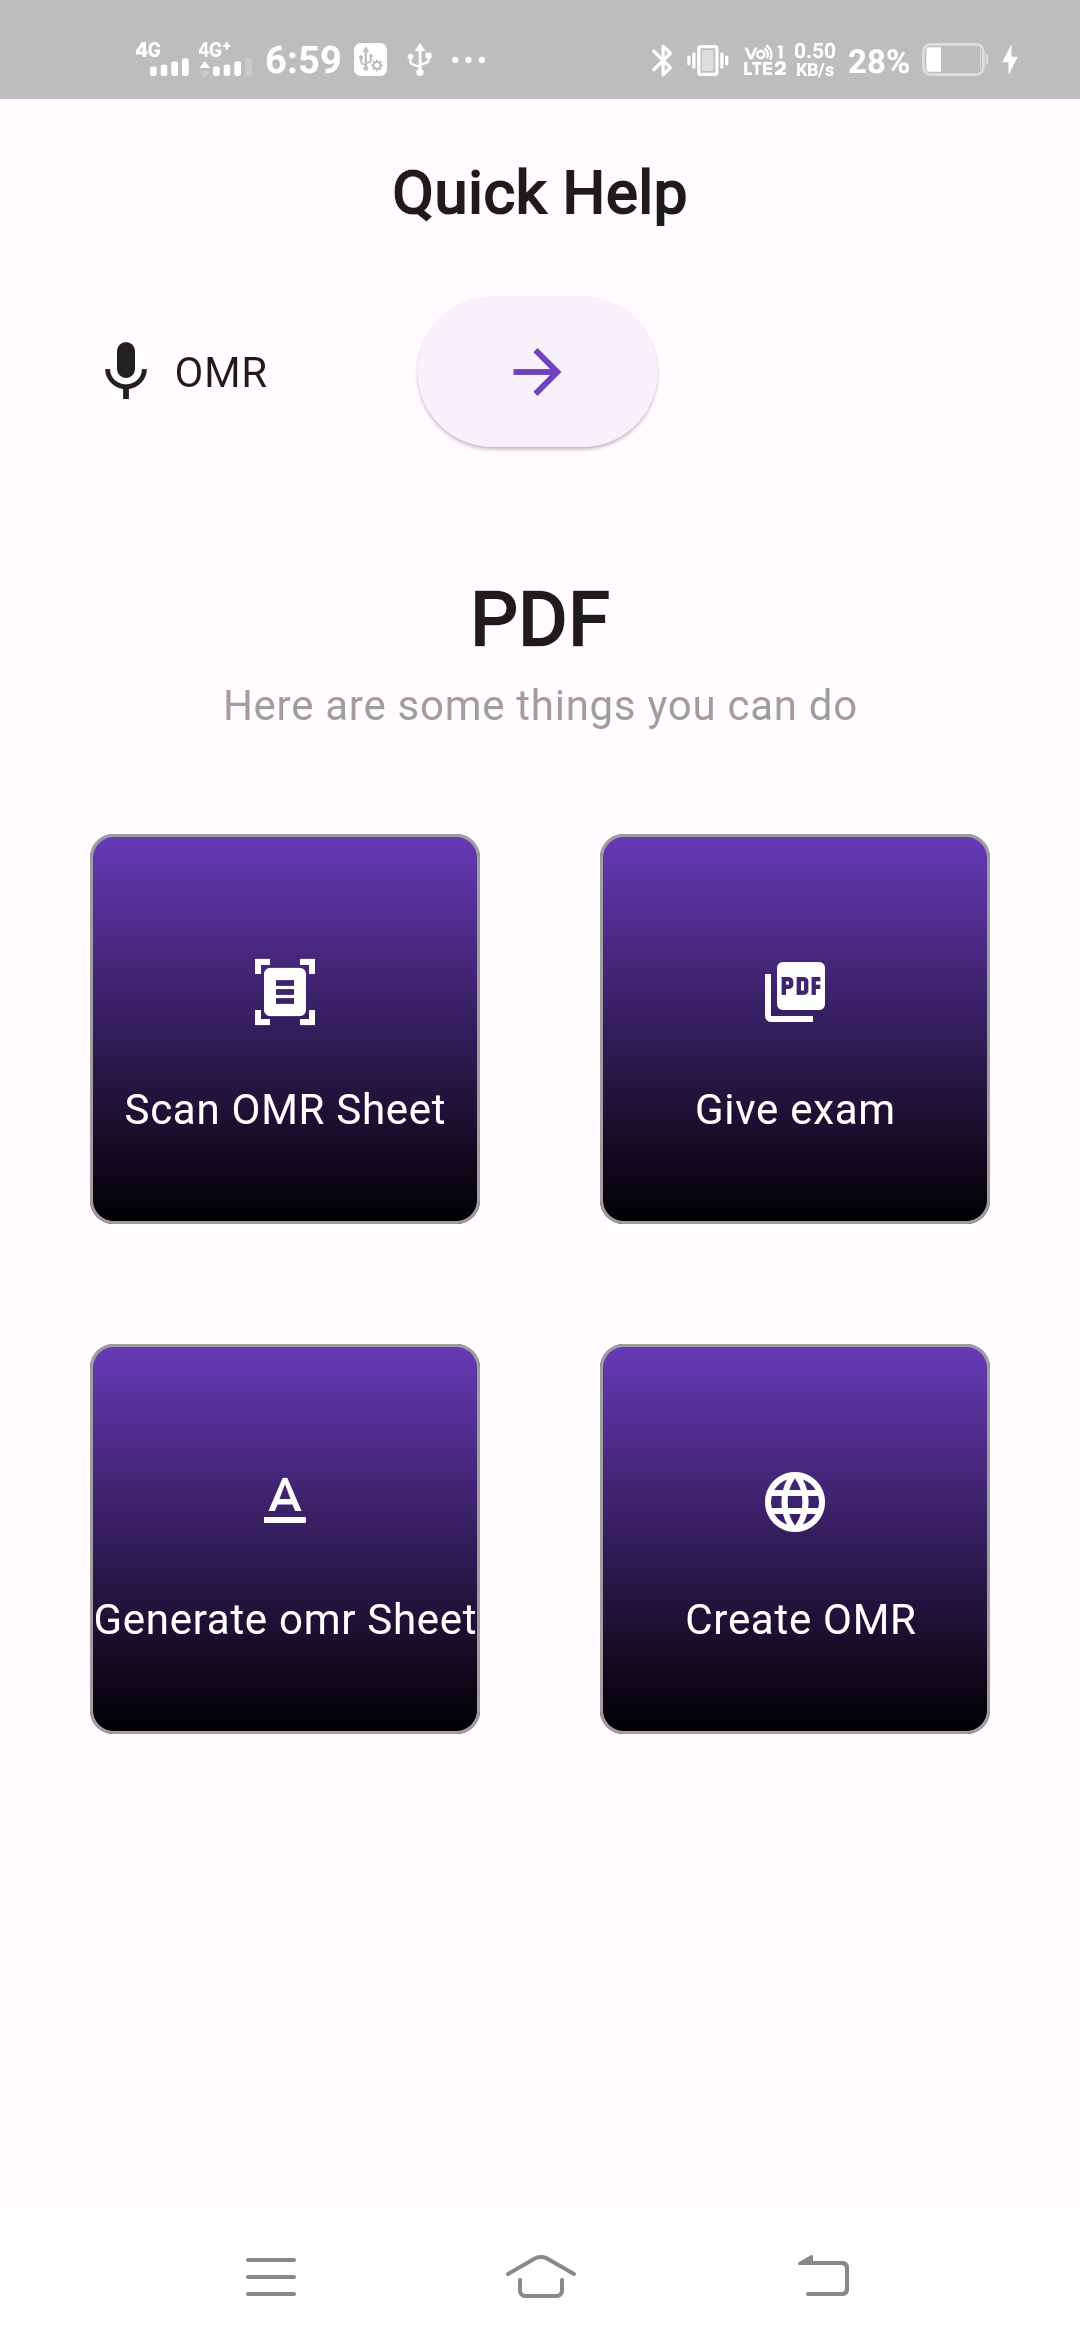 4G 4G+ 6:59 Vo) 1 LTE2 0.50 KB/s 28%
Quick Help
OMR
PDF
Here are some things you can do
PDF
Scan OMR Sheet Give exam
A
Generate omr Sheet Create OMR